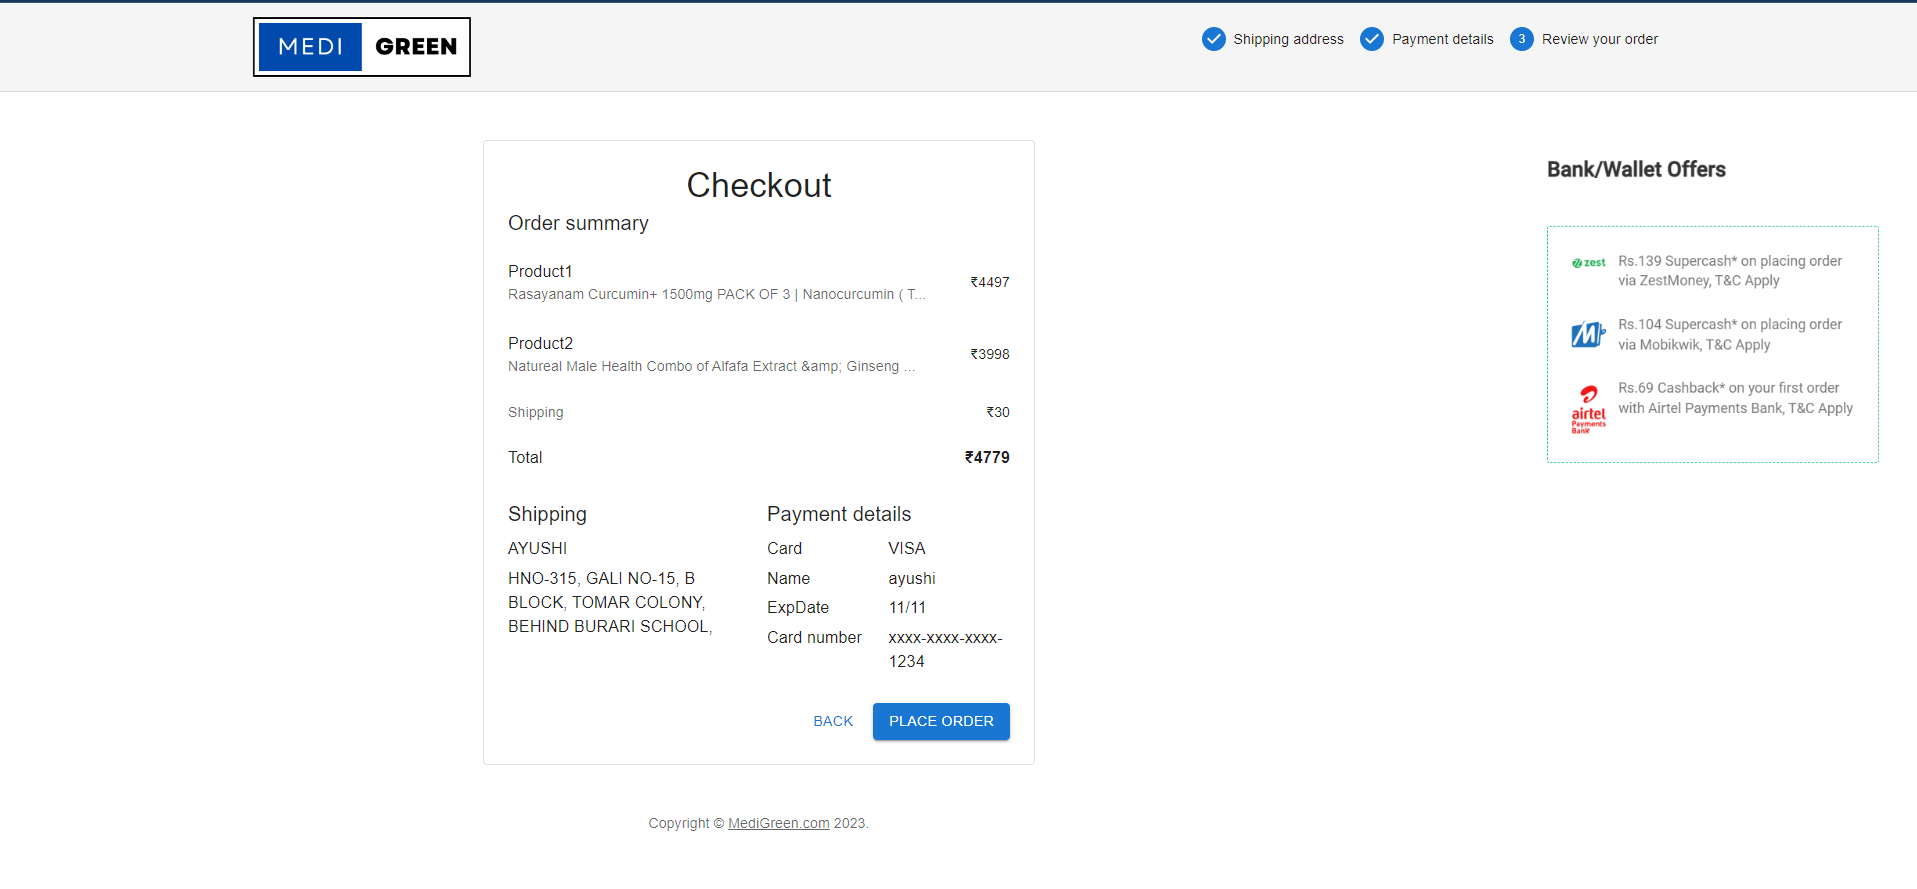 MEDI GREEN
Shipping address
Payment details
3 Review your order
Checkout
Order summary
Product1
Rasayanam Curcumin+ 1500mg PACK OF 3 | Nanocurcumin ( T...
₹4497
Product2
Natureal Male Health Combo of Alfafa Extract &amp; Ginseng ...
₹3998
Shipping
₹30
Total
₹4779
Shipping
AYUSHI
HNO-315, GALI NO-15, B
BLOCK, TOMAR COLONY,
BEHIND BURARI SCHOOL,
Payment details
Card VISA
Name ayushi
ExpDate 11/11
Card number xxxx-xxxx-xxxx-
1234
BACK
PLACE ORDER
Bank/Wallet Offers
zest
Rs.139 Supercash* on placing order
via ZestMoney, T&C Apply
Rs.104 Supercash* on placing order
via Mobikwik, T&C Apply
airtel
Payments
Bank
Rs.69 Cashback* on your first order
with Airtel Payments Bank, T&C Apply
Copyright © MediGreen.com 2023.